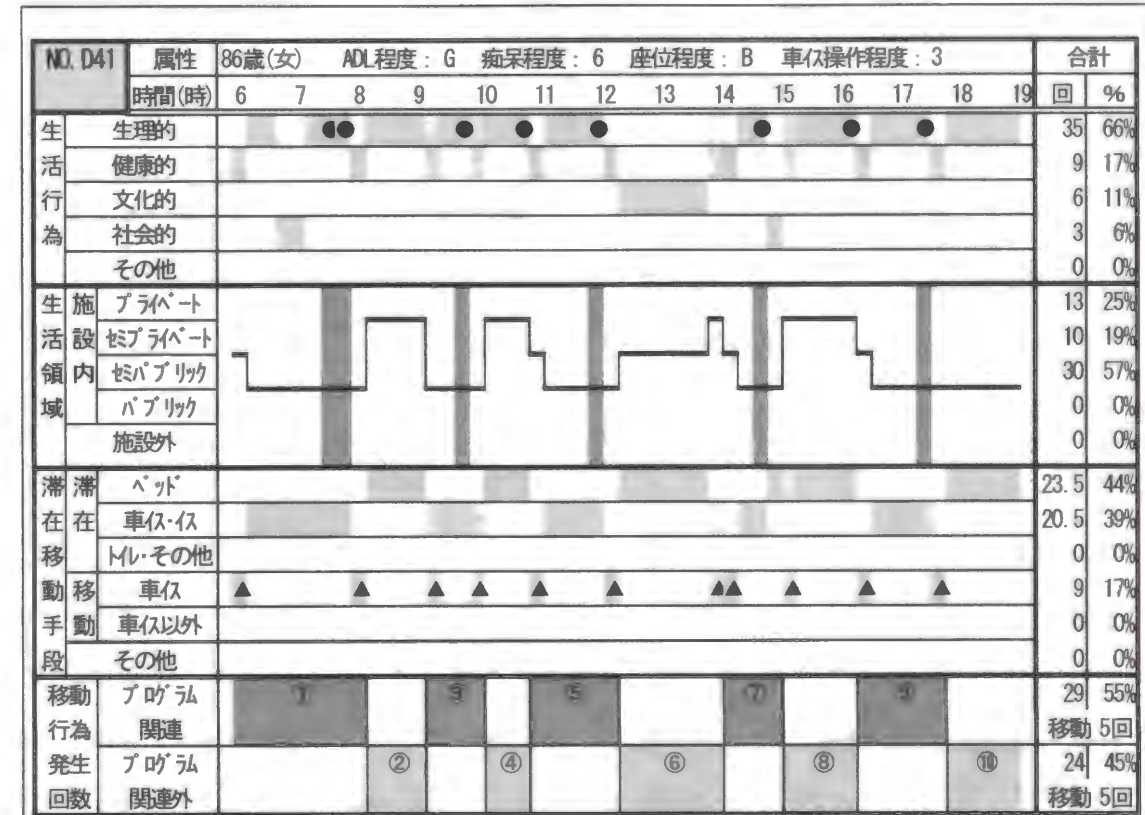 NO. D41 属性 86歳(女) ADL程度：G 痴呆程度：6 座位程度：B 車イス操作程度：3 合計
時間(時) 6 7 8 9 10 11 12 13 14 15 16 17 18 19 回 %
生活行為
生理的 35 66%
健康的 9 17%
文化的 6 11%
社会的 3 6%
その他 0 0%
生活領域
施設内
プライベート 13 25%
セミプライベート 10 19%
セミパブリック 30 57%
パブリック 0 0%
施設外 0 0%
滞在移動手段
滞在
ベッド 23.5 44%
車イス・イス 20.5 39%
トイレ・その他 0 0%
移動
車イス 9 17%
車イス以外 0 0%
その他 0 0%
移動行為発生回数
プログラム ① ③ ⑤ ⑦ ⑨ 29 55%
関連 移動 5回
プログラム ② ④ ⑥ ⑧ ⑩ 24 45%
関連外 移動 5回